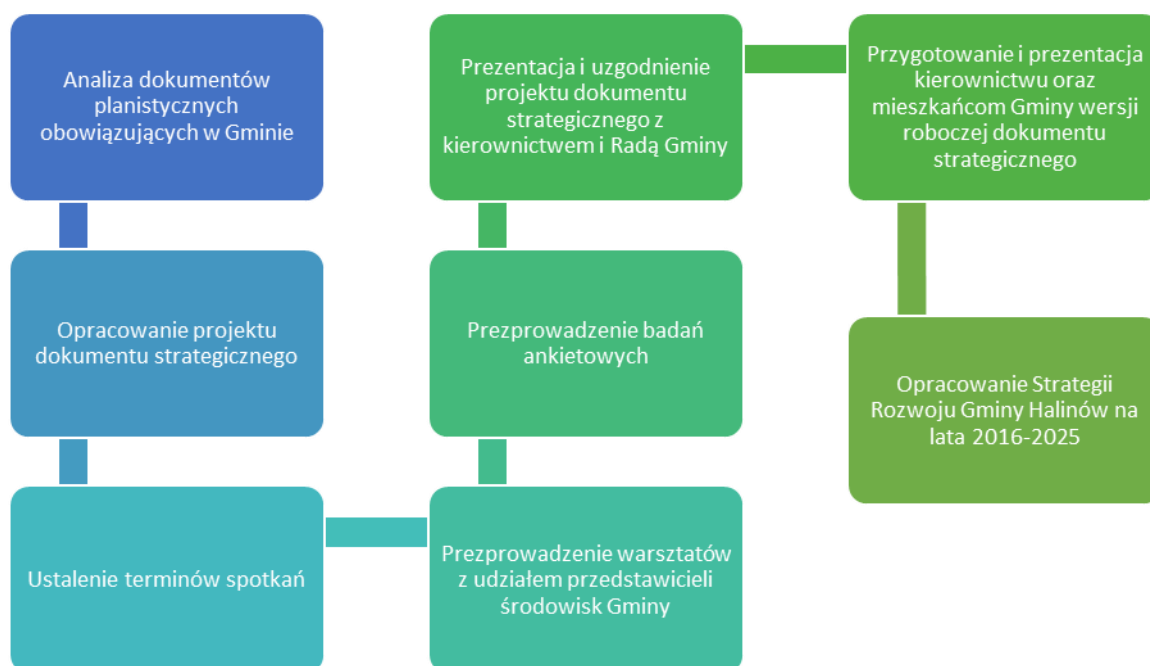 Analiza dokumentów
planistycznych
obowiązujących w Gminie
Opracowanie projektu
dokumentu strategicznego
Ustalenie terminów spotkań
Prezprowadzenie warsztatów
z udziałem przedstawicieli
środowisk Gminy
Prezprowadzenie badań
ankietowych
Prezentacja i uzgodnienie
projektu dokumentu
strategicznego z
kierownictwem i Radą Gminy
Przygotowanie i prezentacja
kierownictwu oraz
mieszkańcom Gminy wersji
roboczej dokumentu
strategicznego
Opracowanie Strategii
Rozwoju Gminy Halinów na
lata 2016-2025